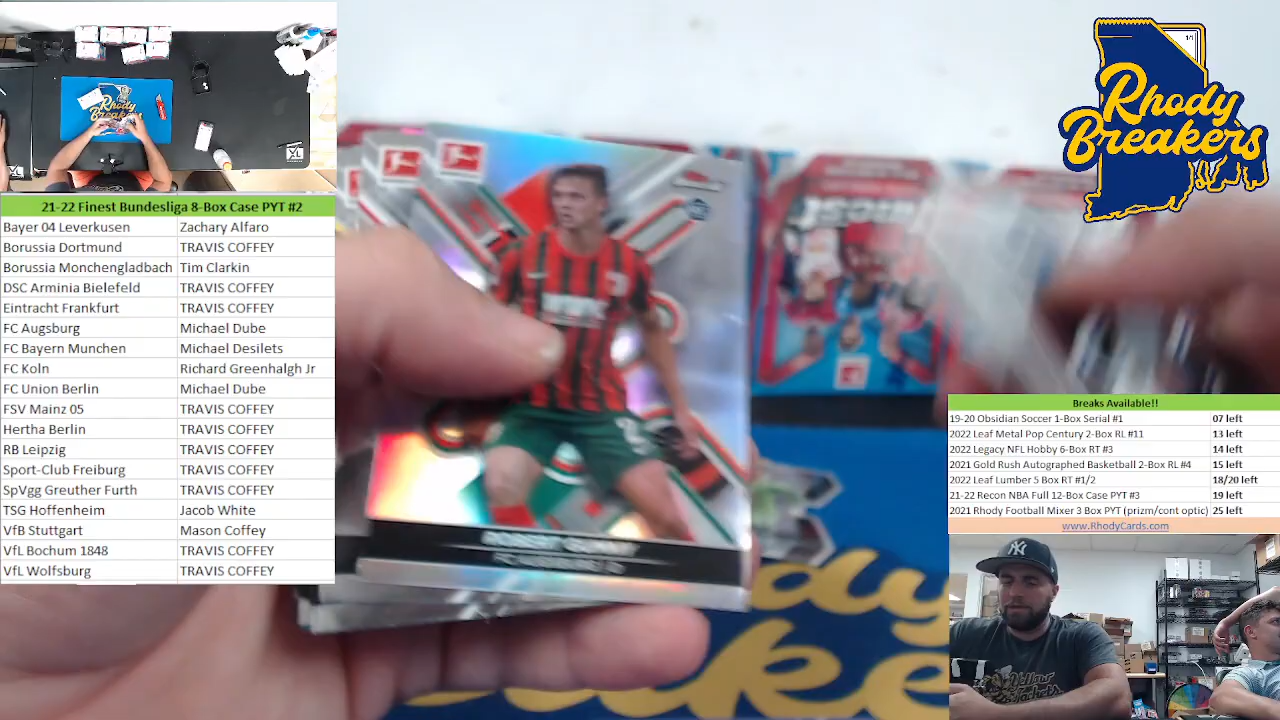 21-22 Finest Bundesliga 8-Box Case PYT #2
Bayer 04 Leverkusen Zachary Alfaro
Borussia Dortmund TRAVIS COFFEY
Borussia Monchengladbach Tim Clarkin
DSC Arminia Bielefeld TRAVIS COFFEY
Eintracht Frankfurt TRAVIS COFFEY
FC Augsburg Michael Dube
FC Bayern Munchen Michael Desilets
FC Koln Richard Greenhalgh Jr
FC Union Berlin Michael Dube
FSV Mainz 05 TRAVIS COFFEY
Hertha Berlin TRAVIS COFFEY
RB Leipzig TRAVIS COFFEY
Sport-Club Freiburg TRAVIS COFFEY
SpVgg Greuther Furth TRAVIS COFFEY
TSG Hoffenheim Jacob White
VfB Stuttgart Mason Coffey
VfL Bochum 1848 TRAVIS COFFEY
VfL Wolfsburg TRAVIS COFFEY
Rhody
Breakers
1/1
Rhody
Breakers
Breakers Available!!
19-20 Obsidian Soccer 1-Box Serial #1 07 left
2022 Leaf Metal Pop Century 2-Box RL #11 13 left
2022 Legacy NFL Hobby 6-Box RT #3 14 left
2021 Gold Rush Autographed Basketball 2-Box RL #4 15 left
2022 Leaf Lumber 5 Box RT #1/2 18/20 left
21-22 Recon NBA Full 12-Box Case PYT #3 19 left
2021 Rhody Football Mixer 3 Box PYT (prizm/cont optic) 25 left
www.RhodyCards.com